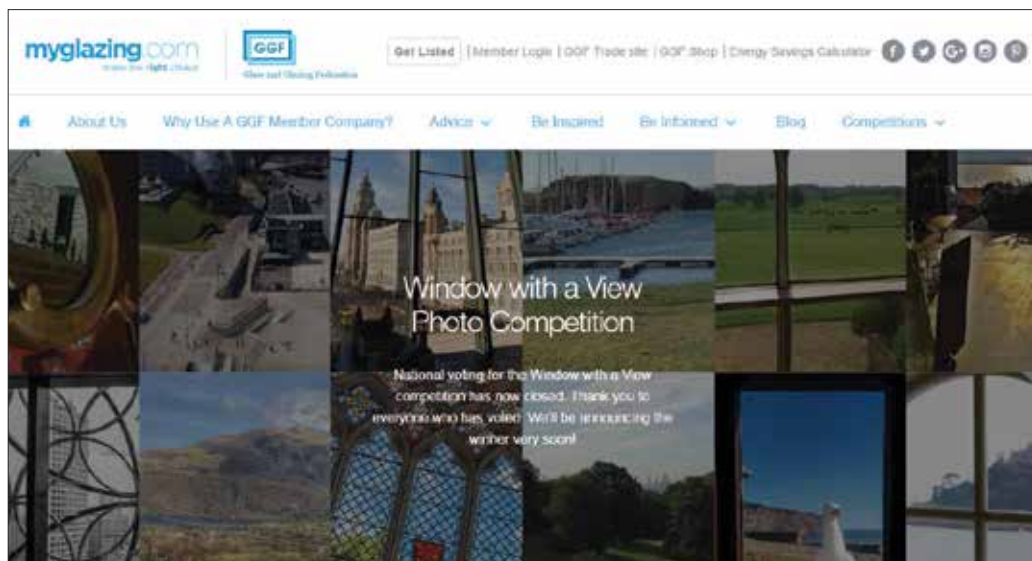 myglazing.com
make the right choice
GGF
Glass and Glazing Federation
Get Listed | Member Login | GGF Trade site | GGF Shop | Energy Savings Calculator
About Us Why Use A GGF Member Company? Advice Be Inspired Be Informed Blog Competitions
Window with a View
Photo Competition
National voting for the Window with a View
competition has now closed. Thank you to
everyone who has voted. We'll be announcing the
winner very soon!